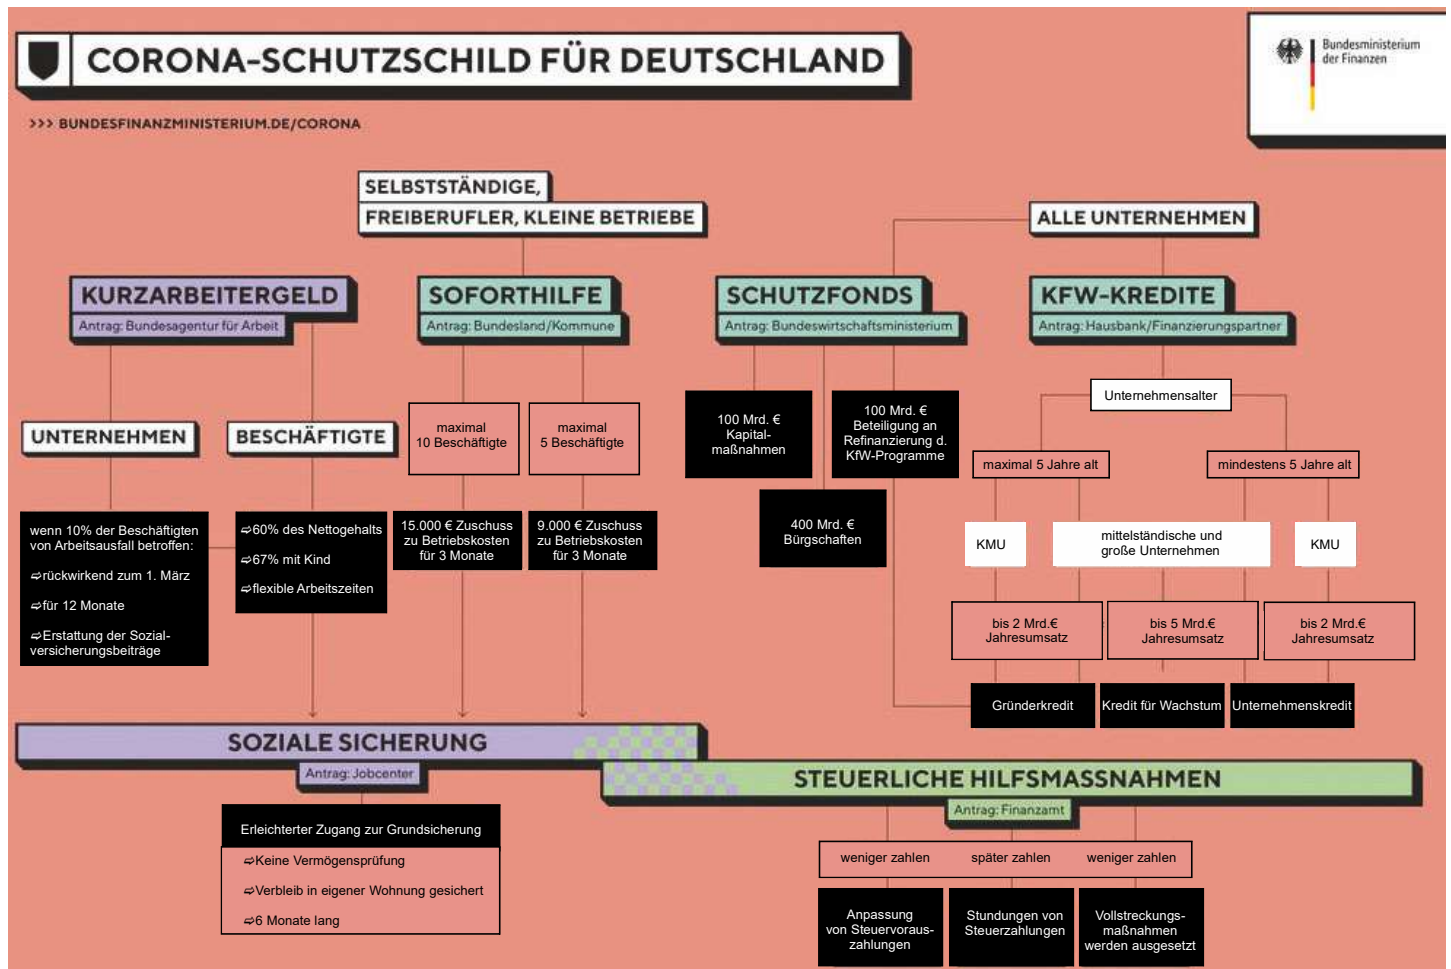 CORONA-SCHUTZSCHILD FÜR DEUTSCHLAND
Bundesministerium
der Finanzen
>>> BUNDESFINANZMINISTERIUM.DE/CORONA
SELBSTSTÄNDIGE,
FREIBERUFLER, KLEINE BETRIEBE
ALLE UNTERNEHMEN
KURZARBEITERGELD
Antrag: Bundesagentur für Arbeit
SOFORTHILFE
Antrag: Bundesland/Kommune
SCHUTZFONDS
Antrag: Bundeswirtschaftsministerium
KFW-KREDITE
Antrag: Hausbank/Finanzierungspartner
UNTERNEHMEN
BESCHÄFTIGTE
maximal
10 Beschäftigte
maximal
5 Beschäftigte
100 Mrd. €
Kapital-
maßnahmen
100 Mrd. €
Beteiligung an
Refinanzierung d.
KfW-Programme
Unternehmensalter
maximal 5 Jahre alt
mindestens 5 Jahre alt
wenn 10% der Beschäftigten
von Arbeitsausfall betroffen:
⇨rückwirkend zum 1. März
⇨für 12 Monate
⇨Erstattung der Sozial-
versicherungsbeiträge
⇨60% des Nettogehalts
⇨67% mit Kind
⇨flexible Arbeitszeiten
15.000 € Zuschuss
zu Betriebskosten
für 3 Monate
9.000 € Zuschuss
zu Betriebskosten
für 3 Monate
400 Mrd. €
Bürgschaften
KMU
mittelständische und
große Unternehmen
KMU
bis 2 Mrd.€
Jahresumsatz
bis 5 Mrd.€
Jahresumsatz
bis 2 Mrd.€
Jahresumsatz
Gründerkredit
Kredit für Wachstum
Unternehmenskredit
SOZIALE SICHERUNG
Antrag: Jobcenter
STEUERLICHE HILFSMASSNAHMEN
Antrag: Finanzamt
Erleichterter Zugang zur Grundsicherung
⇨Keine Vermögensprüfung
⇨Verbleib in eigener Wohnung gesichert
⇨6 Monate lang
weniger zahlen
später zahlen
weniger zahlen
Anpassung
von Steuervoraus-
zahlungen
Stundungen von
Steuerzahlungen
Vollstreckungs-
maßnahmen
werden ausgesetzt